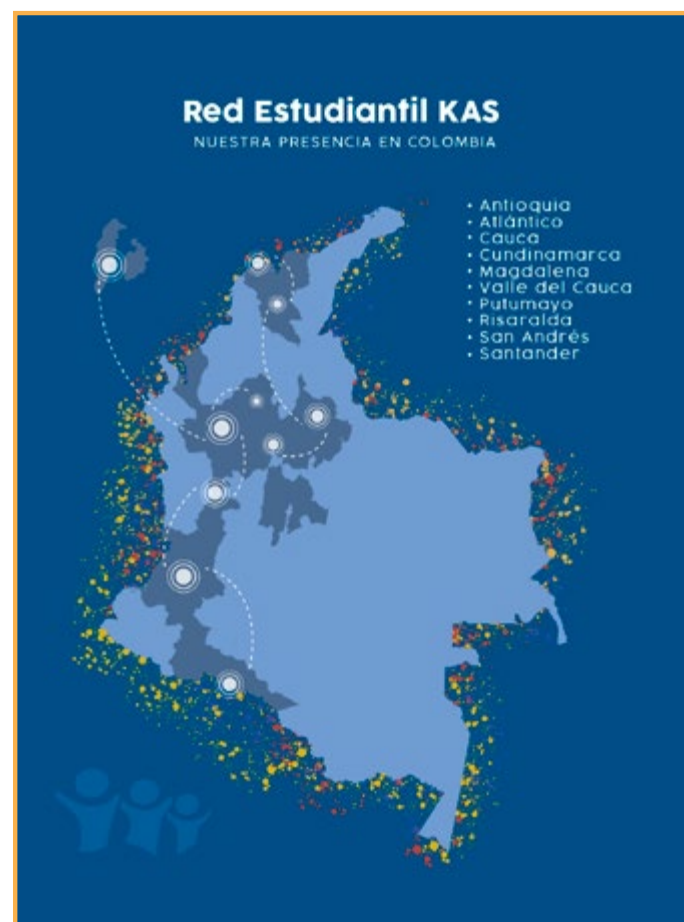 Red Estudiantil KAS
NUESTRA PRESENCIA EN COLOMBIA
• Antioquia
• Atlántico
• Cauca
• Cundinamarca
• Magdalena
• Valle del Cauca
• Putumayo
• Risaralda
• San Andrés
• Santander